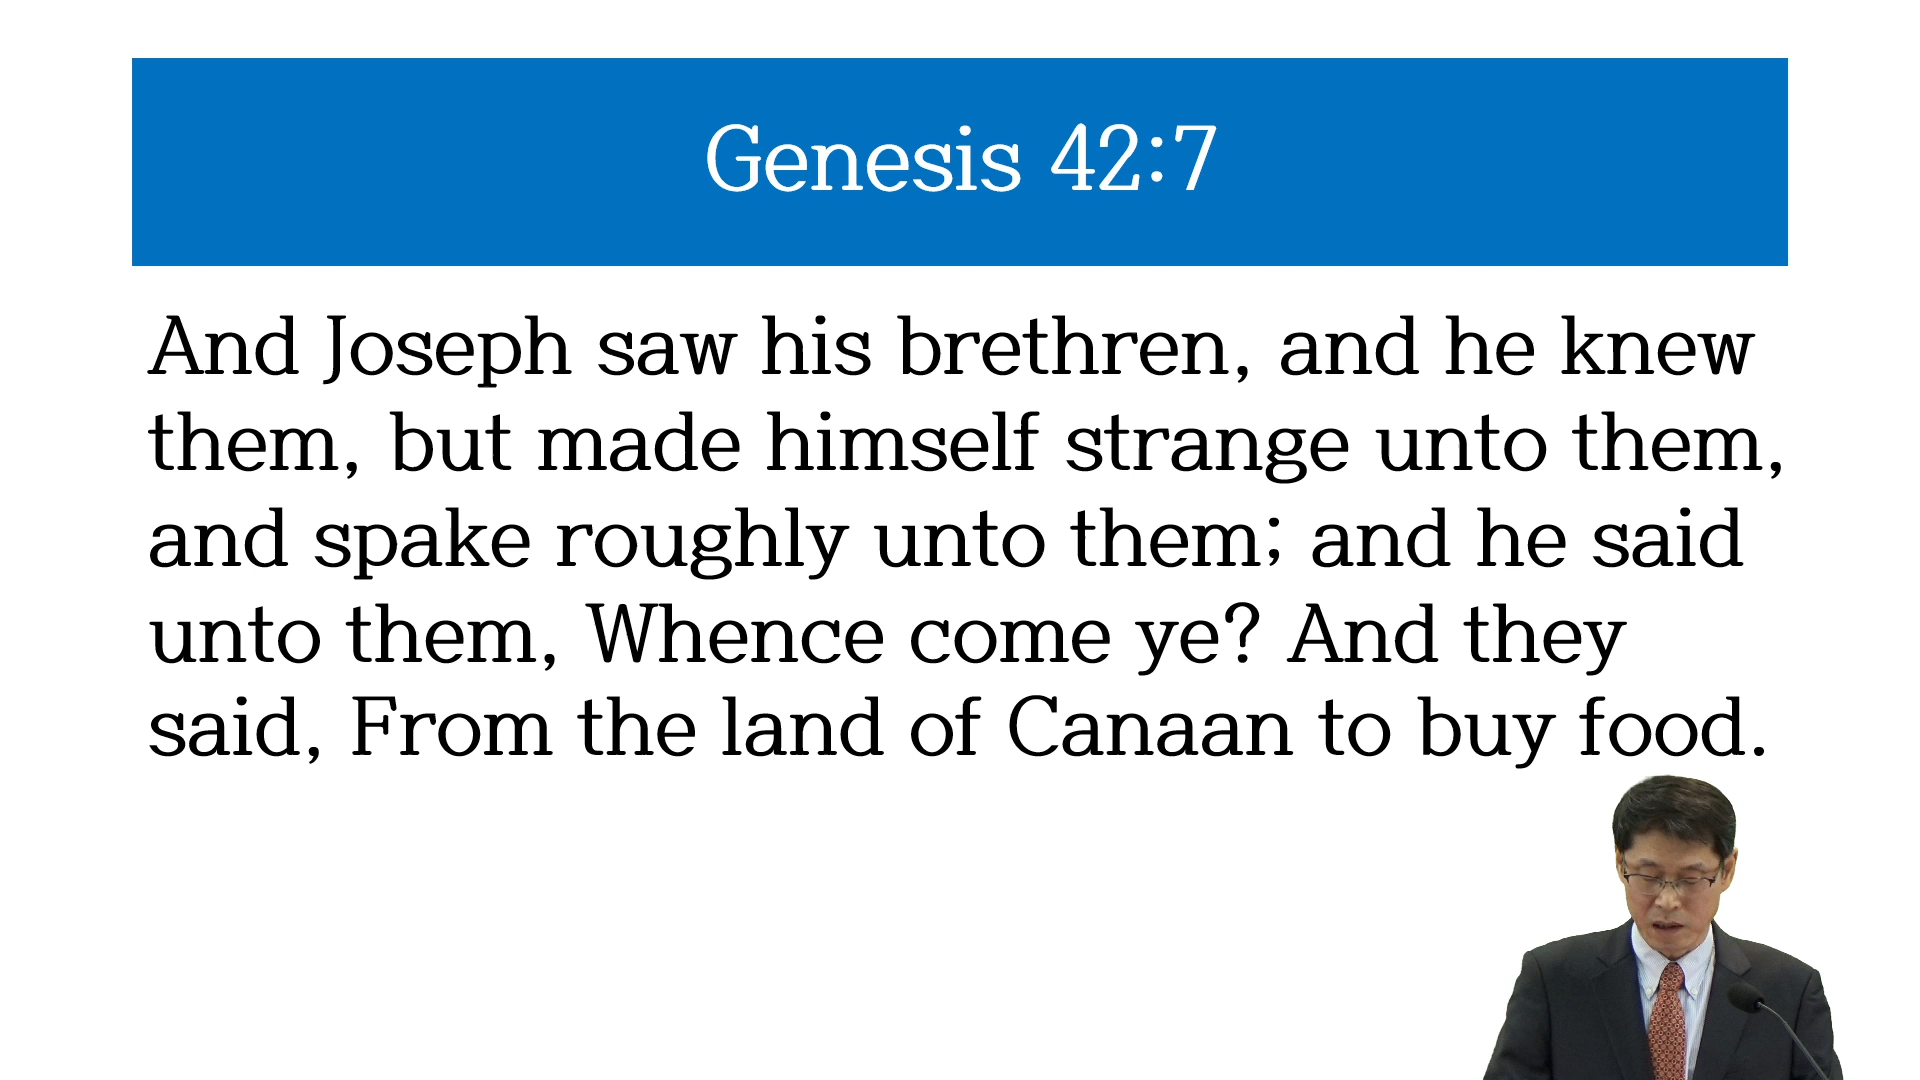 Genesis 42:7
And Joseph saw his brethren, and he knew
them, but made himself strange unto them,
and spake roughly unto them; and he said
unto them, Whence come ye? And they
said, From the land of Canaan to buy food.